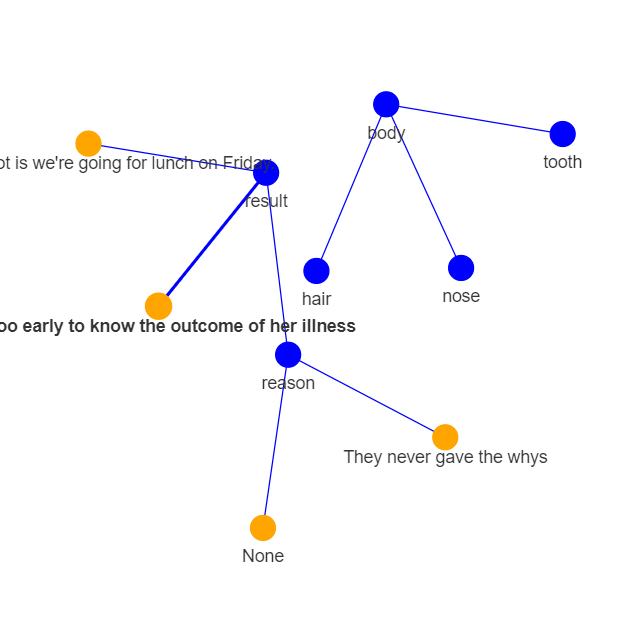 body
tooth
ot is we're going for lunch on Friday
result
hair
nose
oo early to know the outcome of her illness
reason
They never gave the whys
None